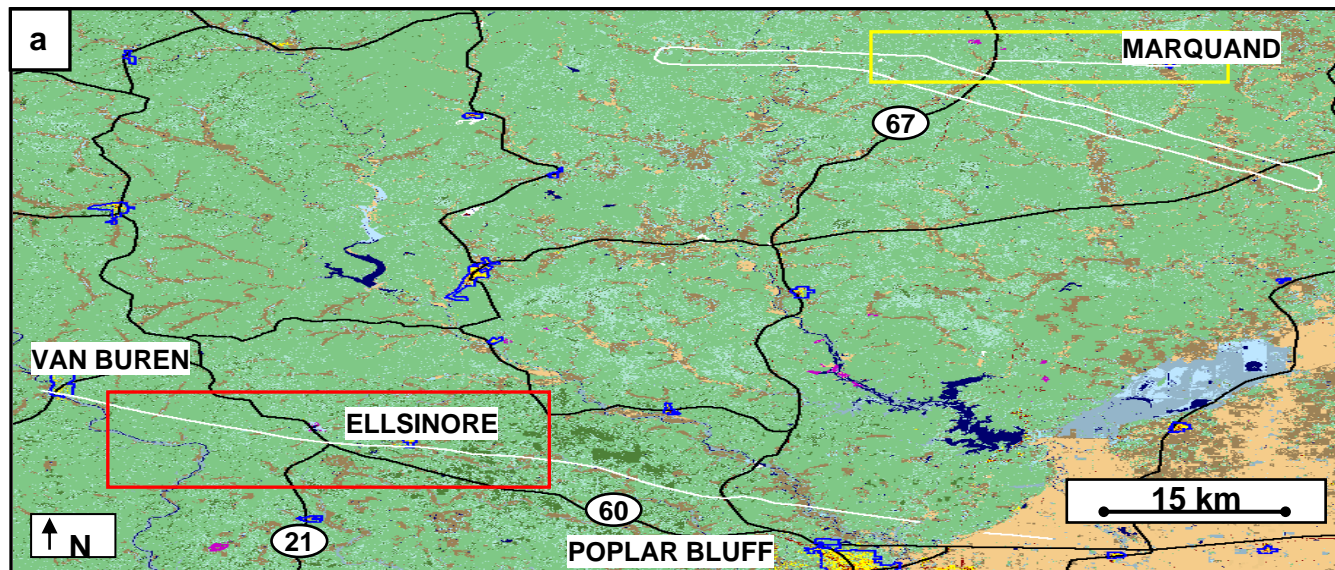 a
MARQUAND
67
VAN BUREN
ELLSINORE
15 km
N
21
60
POPLAR BLUFF